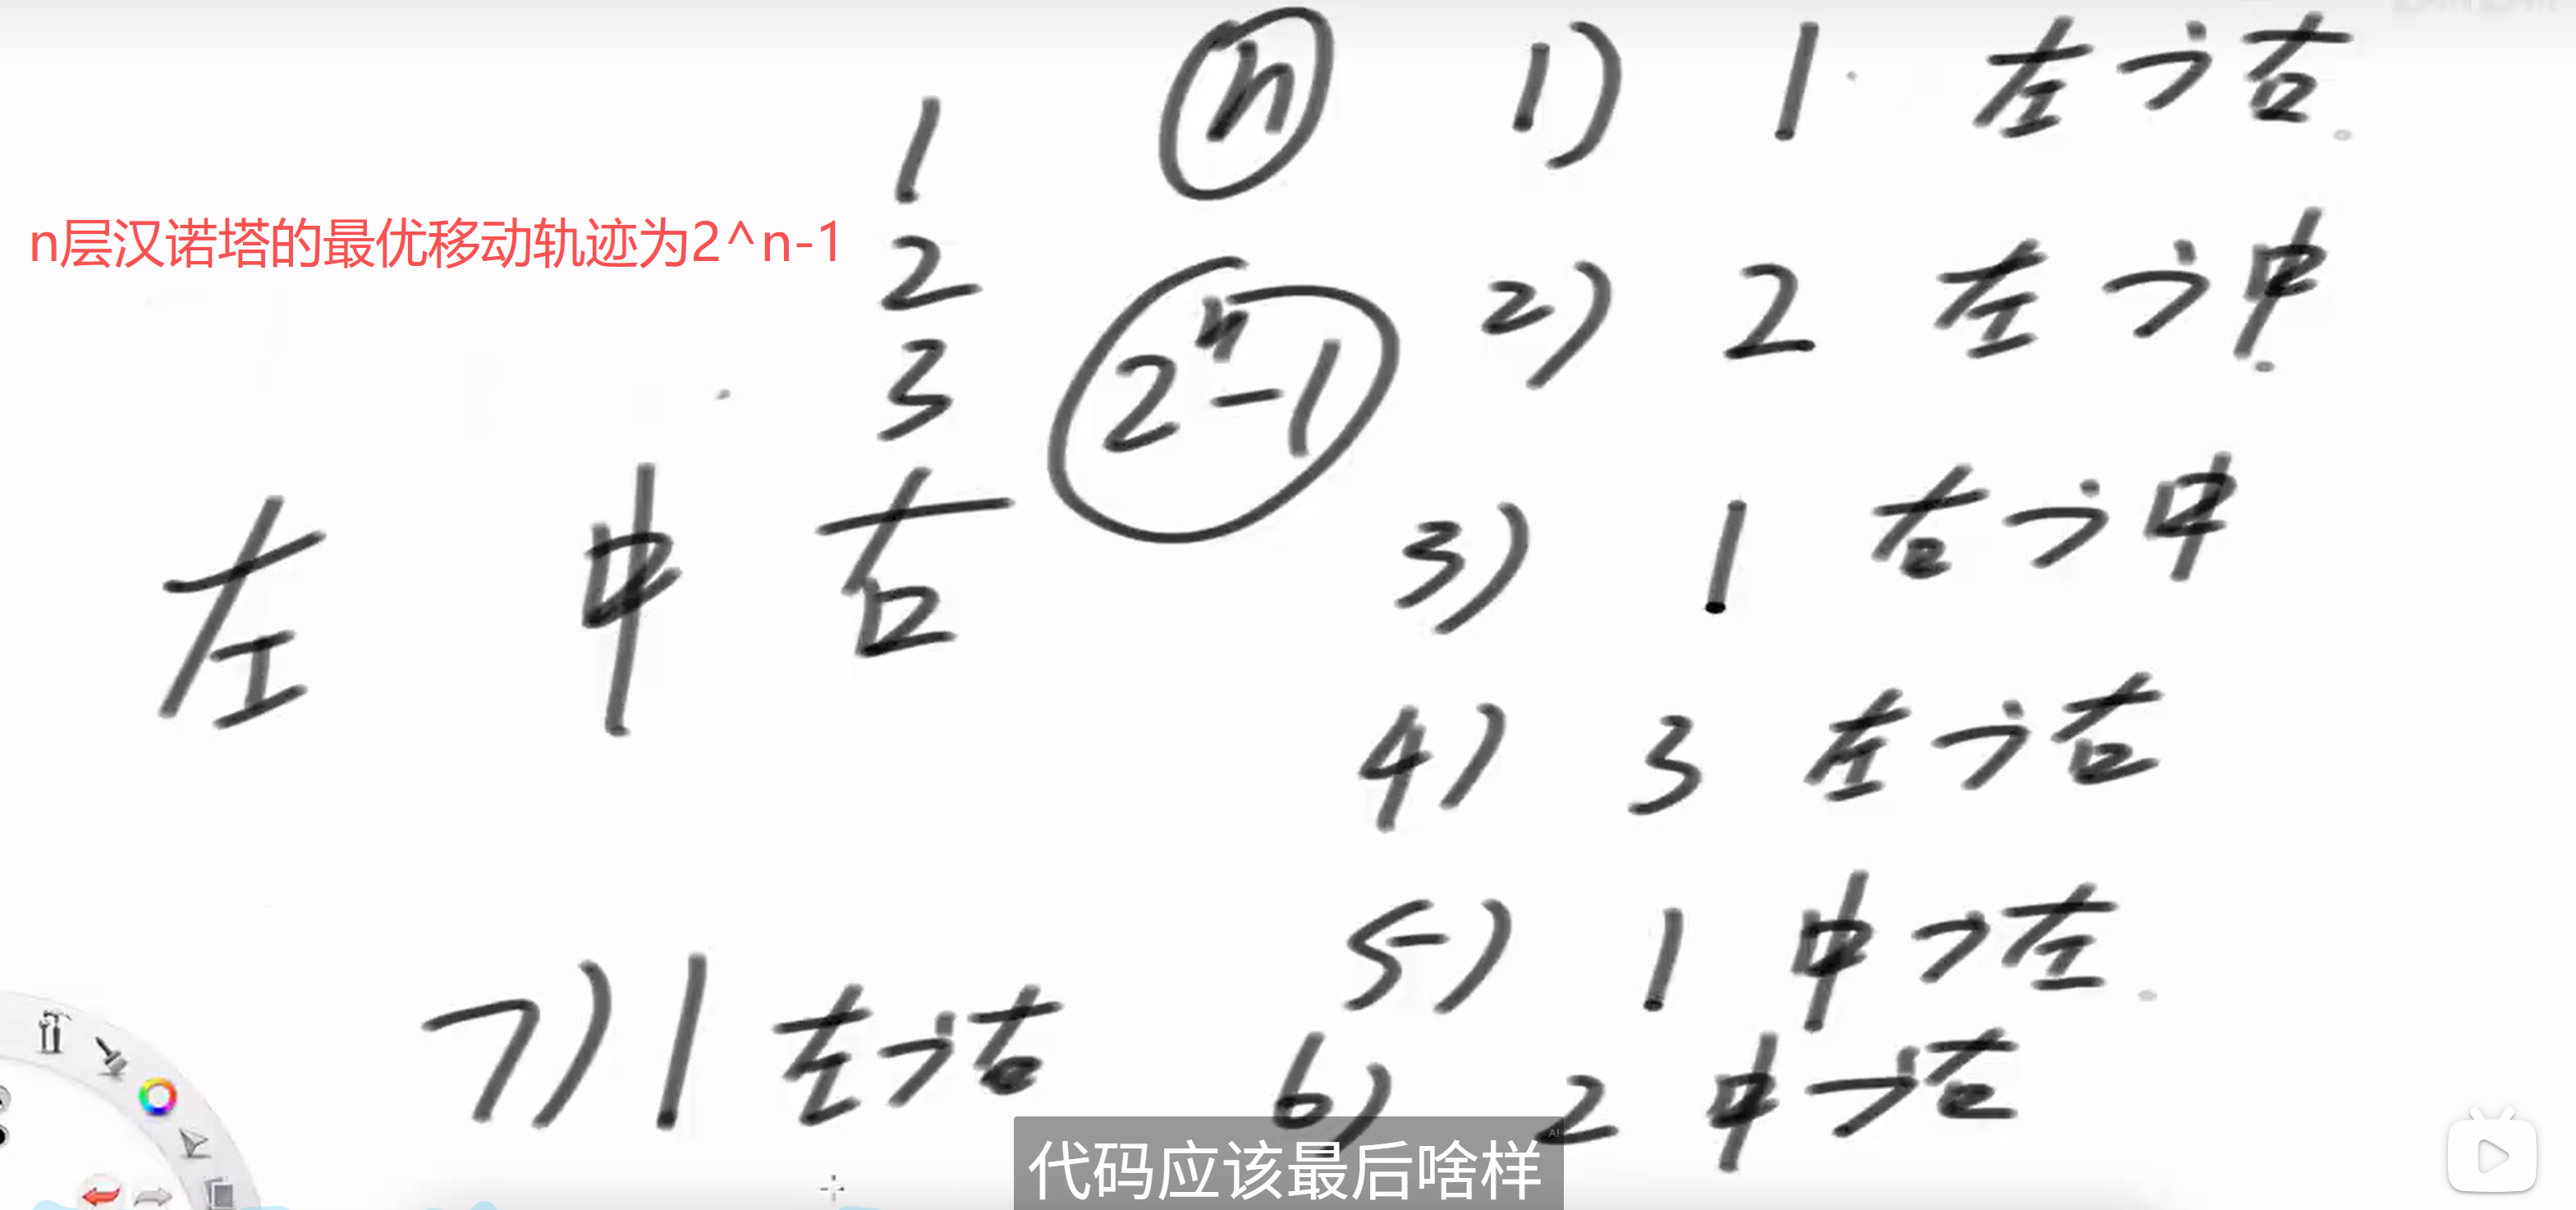 n层汉诺塔的最优移动轨迹为2^n-1
1
2
3
左 中 右
n
2^n-1
1) 1 左→右
2) 2 左→中
3) 1 右→中
4) 3 左→右
5) 1 中→左
6) 2 中→右
7) 1 左→右
代码应该最后啥样
AI